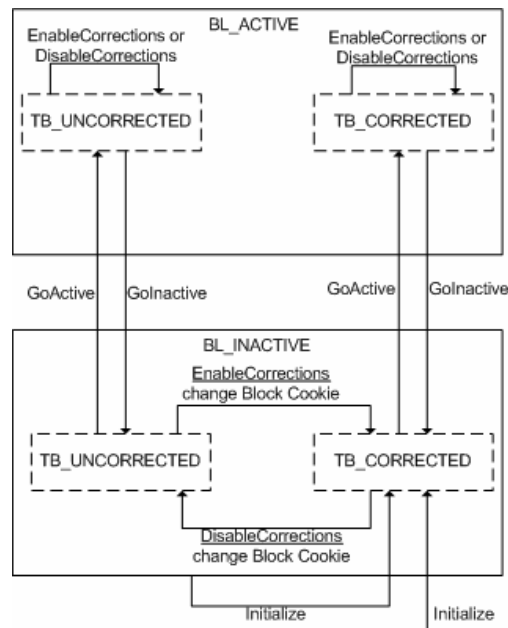 BL_ACTIVE
EnableCorrections or
DisableCorrections
EnableCorrections or
DisableCorrections
TB_UNCORRECTED
TB_CORRECTED
GoActive
GoInactive
GoActive
GoInactive
BL_INACTIVE
EnableCorrections
change Block Cookie
TB_UNCORRECTED
TB_CORRECTED
DisableCorrections
change Block Cookie
Initialize
Initialize